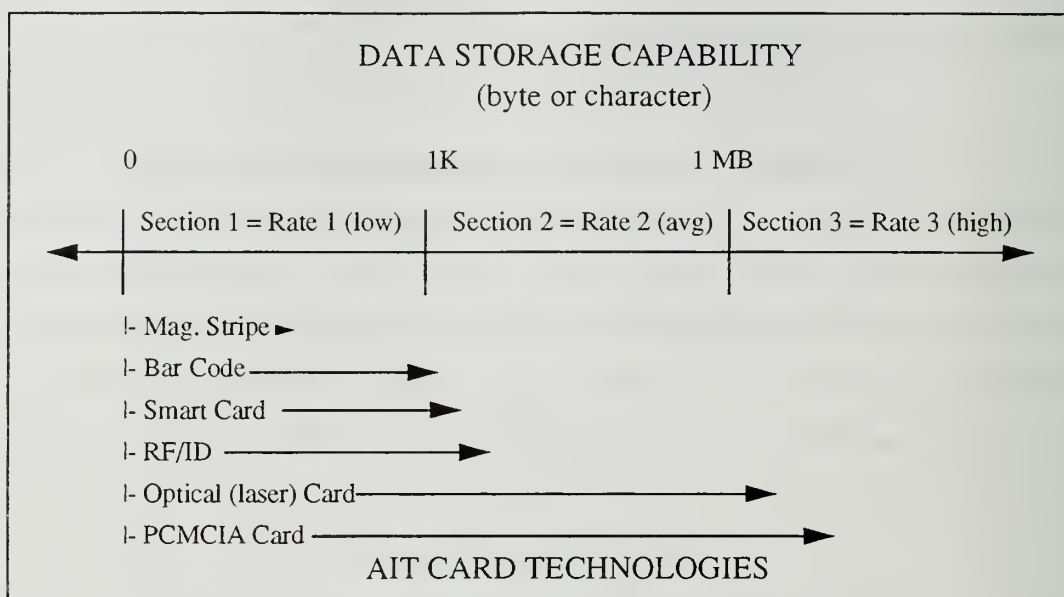 DATA STORAGE CAPABILITY
(byte or character)
0 1K 1 MB
Section 1 = Rate 1 (low) Section 2 = Rate 2 (avg) Section 3 = Rate 3 (high)
Mag. Stripe
Bar Code
Smart Card
RF/ID
Optical (laser) Card
PCMCIA Card
AIT CARD TECHNOLOGIES